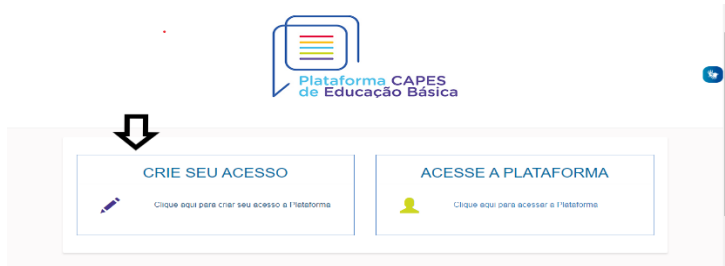 Plataforma CAPES
de Educação Básica
CRIE SEU ACESSO
Clique aqui para criar seu acesso a Plataforma
ACESSE A PLATAFORMA
Clique aqui para acessar a Plataforma